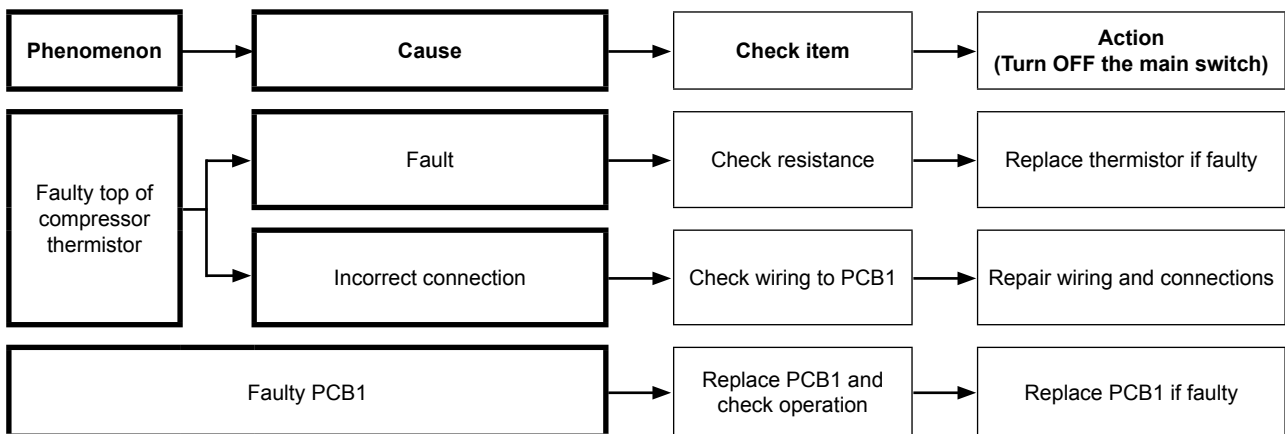 Phenomenon
Cause
Check item
Action
(Turn OFF the main switch)
Faulty top of
compressor
thermistor
Fault
Check resistance
Replace thermistor if faulty
Incorrect connection
Check wiring to PCB1
Repair wiring and connections
Faulty PCB1
Replace PCB1 and
check operation
Replace PCB1 if faulty